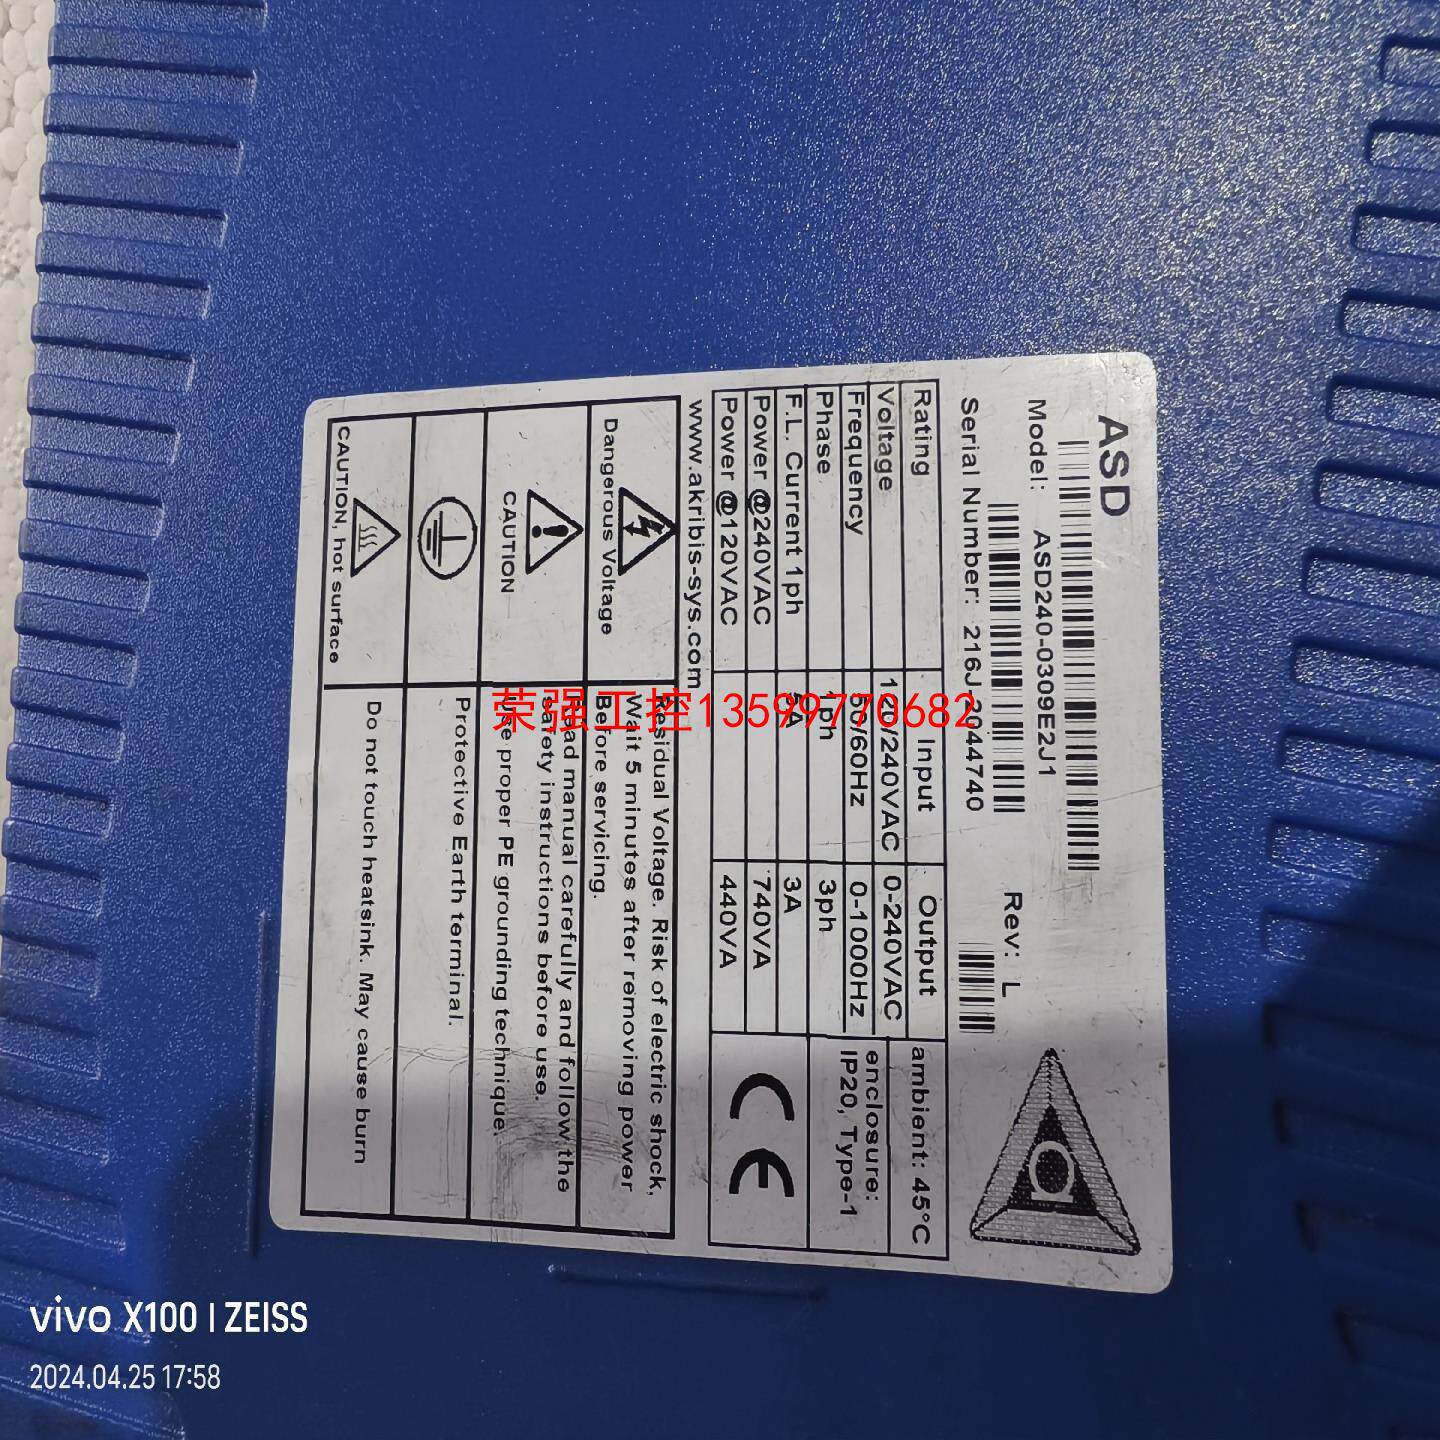 ASD
Model: ASD240-0309E2J1
Rev: L
Serial Number: 216J-2044740
Rating Input Output ambient: 45°C
Voltage 120/240VAC 0-240VAC enclosure:
Frequency 50/60Hz 0-1000Hz IP20, Type-1
Phase 1ph 3ph
F.L. Current 1ph 5A 3A
Power @240VAC 740VA
Power @120VAC 440VA
CE
www.akribis-sys.com
Dangerous Voltage
Residual Voltage. Risk of electric shock,
Wait 5 minutes after removing power
Before servicing.
CAUTION
Read manual carefully and follow the
safety instructions before use.
Use proper PE grounding technique.
Protective Earth terminal.
CAUTION, hot surface
Do not touch heatsink. May cause burn
荣强工控13599770682
vivo X100 | ZEISS
2024.04.25 17:58